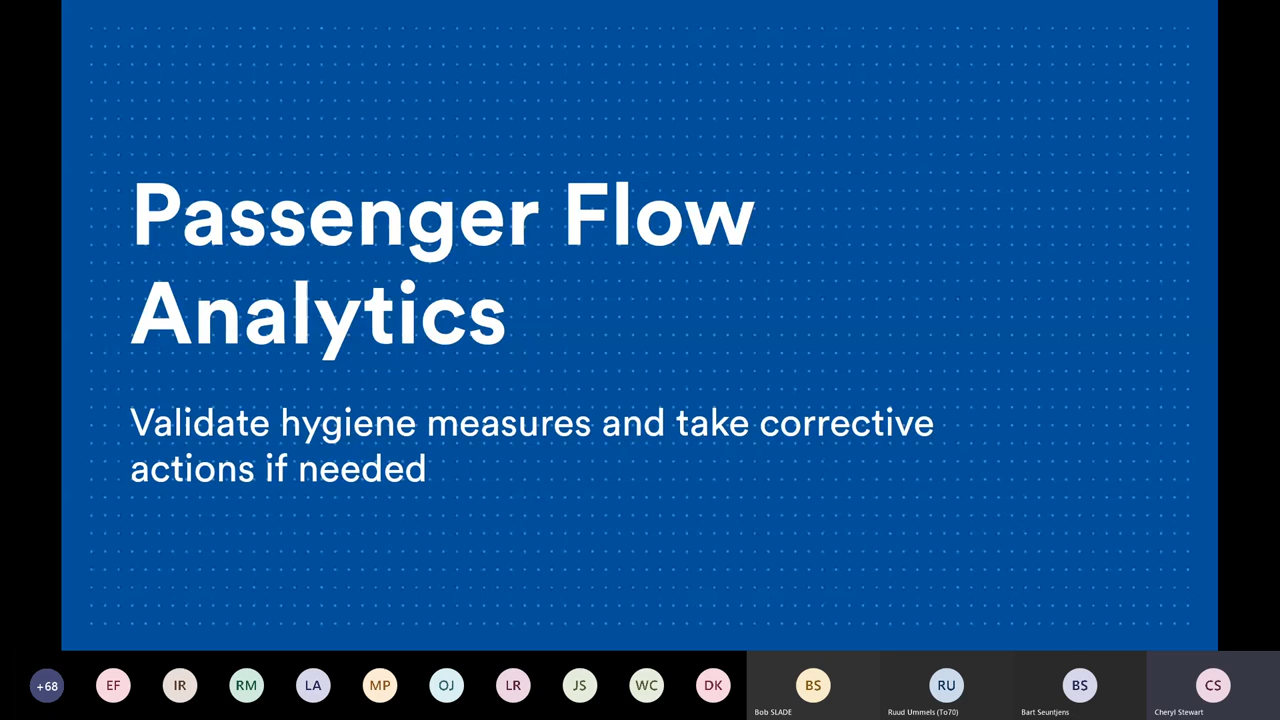 Passenger Flow
Analytics
Validate hygiene measures and take corrective
actions if needed
+68
EF
IR
RM
LA
MP
OJ
LR
JS
WC
DK
BS
RU
BS
CS
Bob SLADE
Ruud Ummels (To70)
Bart Seuntjens
Cheryl Stewart